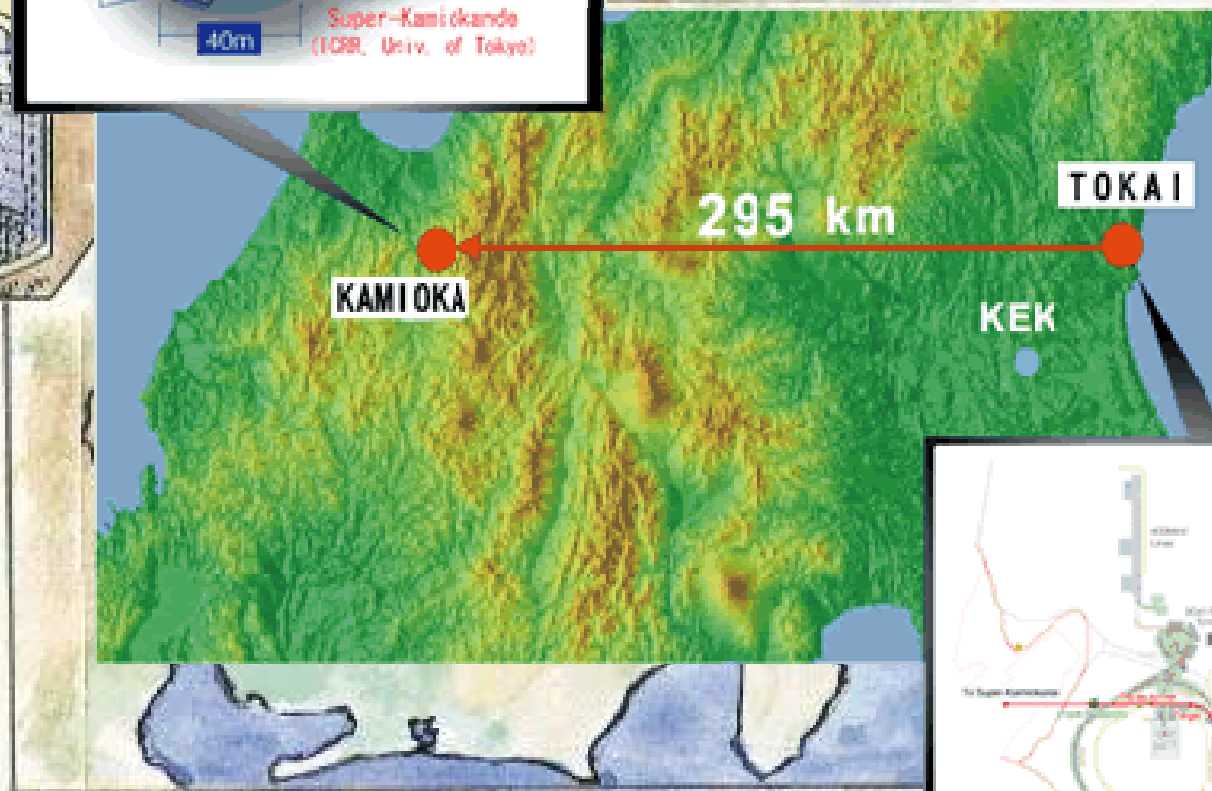 Super-Kamiokande
(ICRR, Univ. of Tokyo)
40m
TOKAI
295 km
KAMIOKA
KEK
To Super-Kamiokande